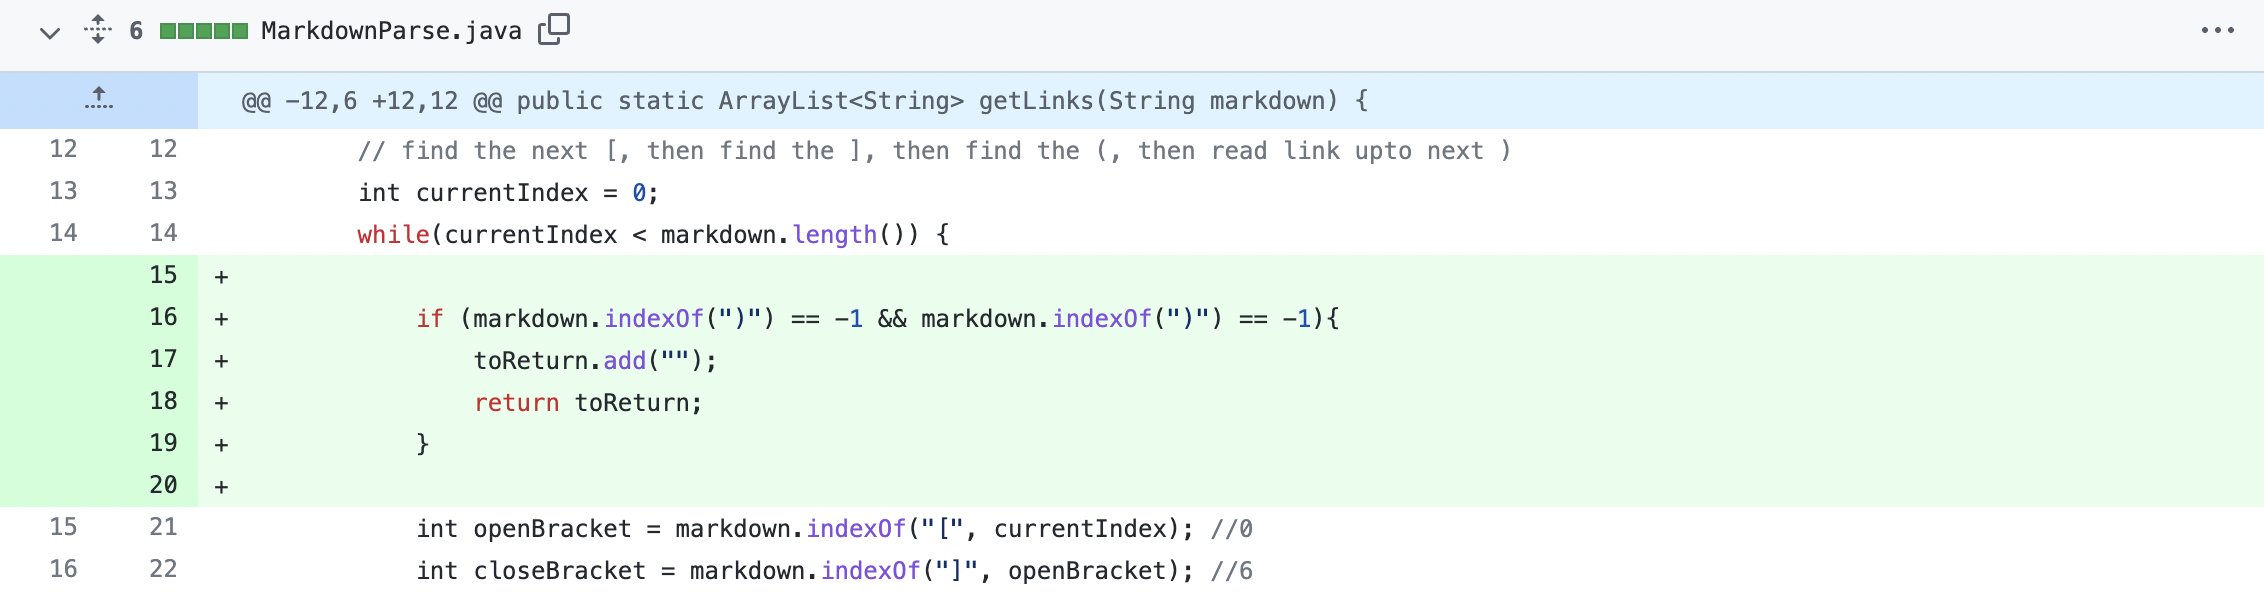 6 MarkdownParse.java
@@ -12,6 +12,12 @@ public static ArrayList<String> getLinks(String markdown) {
12 12 // find the next [, then find the ], then find the (, then read link upto next )
13 13 int currentIndex = 0;
14 14 while(currentIndex < markdown.length()) {
15 +
16 + if (markdown.indexOf(")") == -1 && markdown.indexOf(")") == -1){
17 + toReturn.add("");
18 + return toReturn;
19 + }
20 +
15 21 int openBracket = markdown.indexOf("[", currentIndex); //0
16 22 int closeBracket = markdown.indexOf("]", openBracket); //6